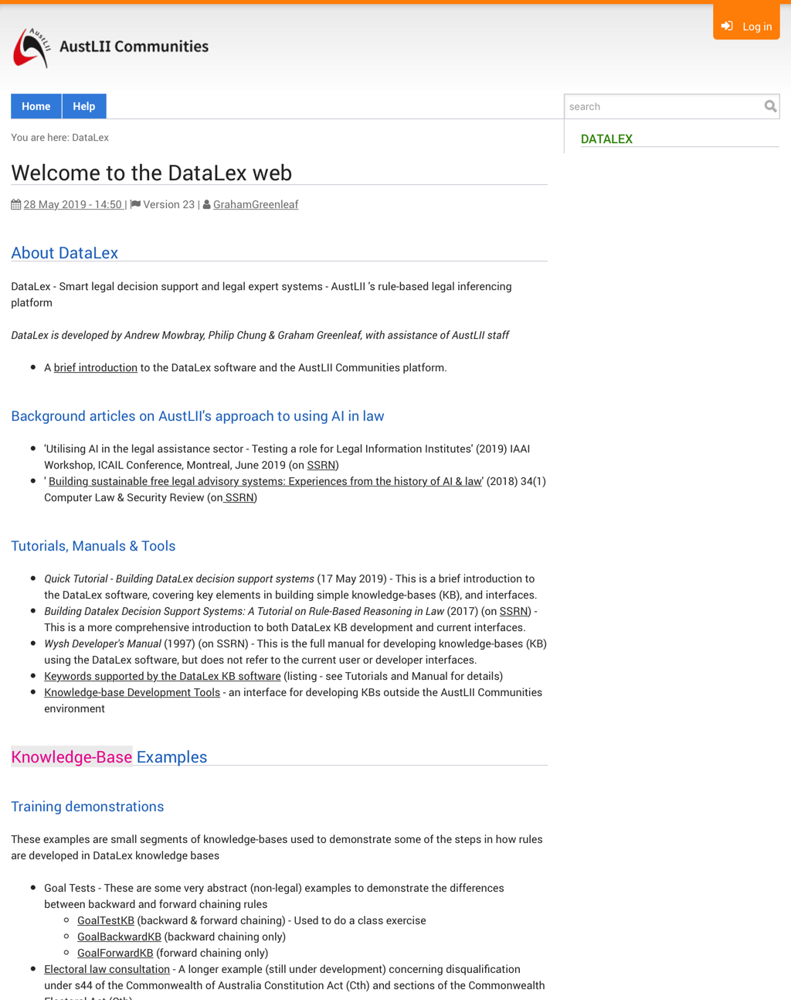 Log in
AustLII
AustLII Communities
Home
Help
search
You are here: DataLex
DATALEX
Welcome to the DataLex web
28 May 2019 - 14:50 | Version 23 | GrahamGreenleaf
About DataLex
DataLex - Smart legal decision support and legal expert systems - AustLII 's rule-based legal inferencing
platform
DataLex is developed by Andrew Mowbray, Philip Chung & Graham Greenleaf, with assistance of AustLII staff
A brief introduction to the DataLex software and the AustLII Communities platform.
Background articles on AustLII's approach to using AI in law
'Utilising AI in the legal assistance sector - Testing a role for Legal Information Institutes' (2019) IAAI
Workshop, ICAIL Conference, Montreal, June 2019 (on SSRN)
' Building sustainable free legal advisory systems: Experiences from the history of AI & law' (2018) 34(1)
Computer Law & Security Review (on SSRN)
Tutorials, Manuals & Tools
Quick Tutorial - Building DataLex decision support systems (17 May 2019) - This is a brief introduction to
the DataLex software, covering key elements in building simple knowledge-bases (KB), and interfaces.
Building Datalex Decision Support Systems: A Tutorial on Rule-Based Reasoning in Law (2017) (on SSRN) -
This is a more comprehensive introduction to both DataLex KB development and current interfaces.
Wysh Developer's Manual (1997) (on SSRN) - This is the full manual for developing knowledge-bases (KB)
using the DataLex software, but does not refer to the current user or developer interfaces.
Keywords supported by the DataLex KB software (listing - see Tutorials and Manual for details)
Knowledge-base Development Tools - an interface for developing KBs outside the AustLII Communities
environment
Knowledge-Base Examples
Training demonstrations
These examples are small segments of knowledge-bases used to demonstrate some of the steps in how rules
are developed in DataLex knowledge bases
Goal Tests - These are some very abstract (non-legal) examples to demonstrate the differences
between backward and forward chaining rules
GoalTestKB (backward & forward chaining) - Used to do a class exercise
GoalBackwardKB (backward chaining only)
GoalForwardKB (forward chaining only)
Electoral law consultation - A longer example (still under development) concerning disqualification
under s44 of the Commonwealth of Australia Constitution Act (Cth) and sections of the Commonwealth
Electoral Act (Cth)